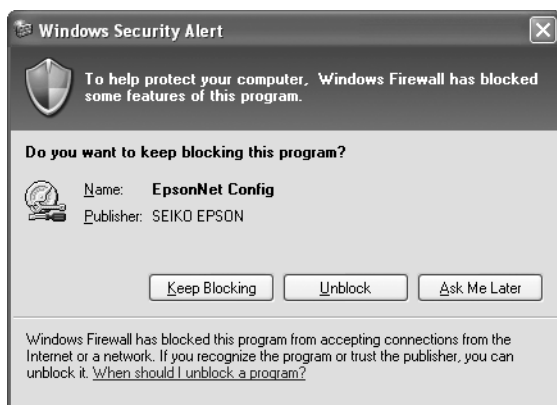 Windows Security Alert
To help protect your computer, Windows Firewall has blocked
some features of this program.
Do you want to keep blocking this program?
Name: EpsonNet Config
Publisher: SEIKO EPSON
Keep Blocking Unblock Ask Me Later
Windows Firewall has blocked this program from accepting connections from the
Internet or a network. If you recognize the program or trust the publisher, you can
unblock it. When should I unblock a program?